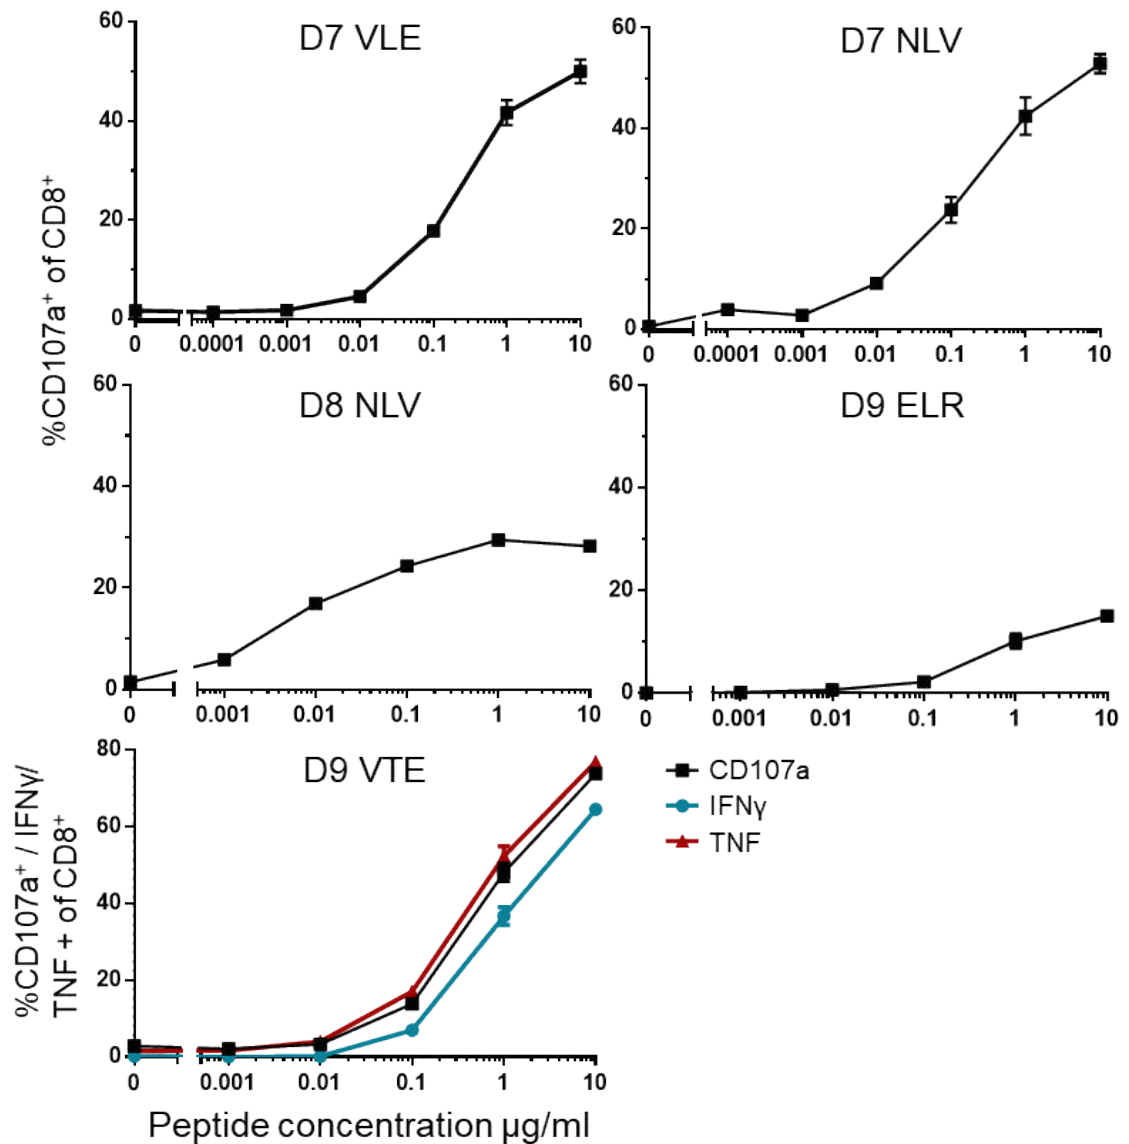 D7 VLE
60
40
20
0
0 0.0001 0.001 0.01 0.1 1 10
D7 NLV
60
40
20
0
0 0.0001 0.001 0.01 0.1 1 10
%CD107a⁺ of CD8⁺
D8 NLV
60
40
20
0
0 0.001 0.01 0.1 1 10
D9 ELR
60
40
20
0
0 0.001 0.01 0.1 1 10
D9 VTE
80
60
40
20
0
0 0.001 0.01 0.1 1 10
%CD107a⁺ / IFNγ/
TNF + of CD8⁺
CD107a
IFNγ
TNF
Peptide concentration µg/ml